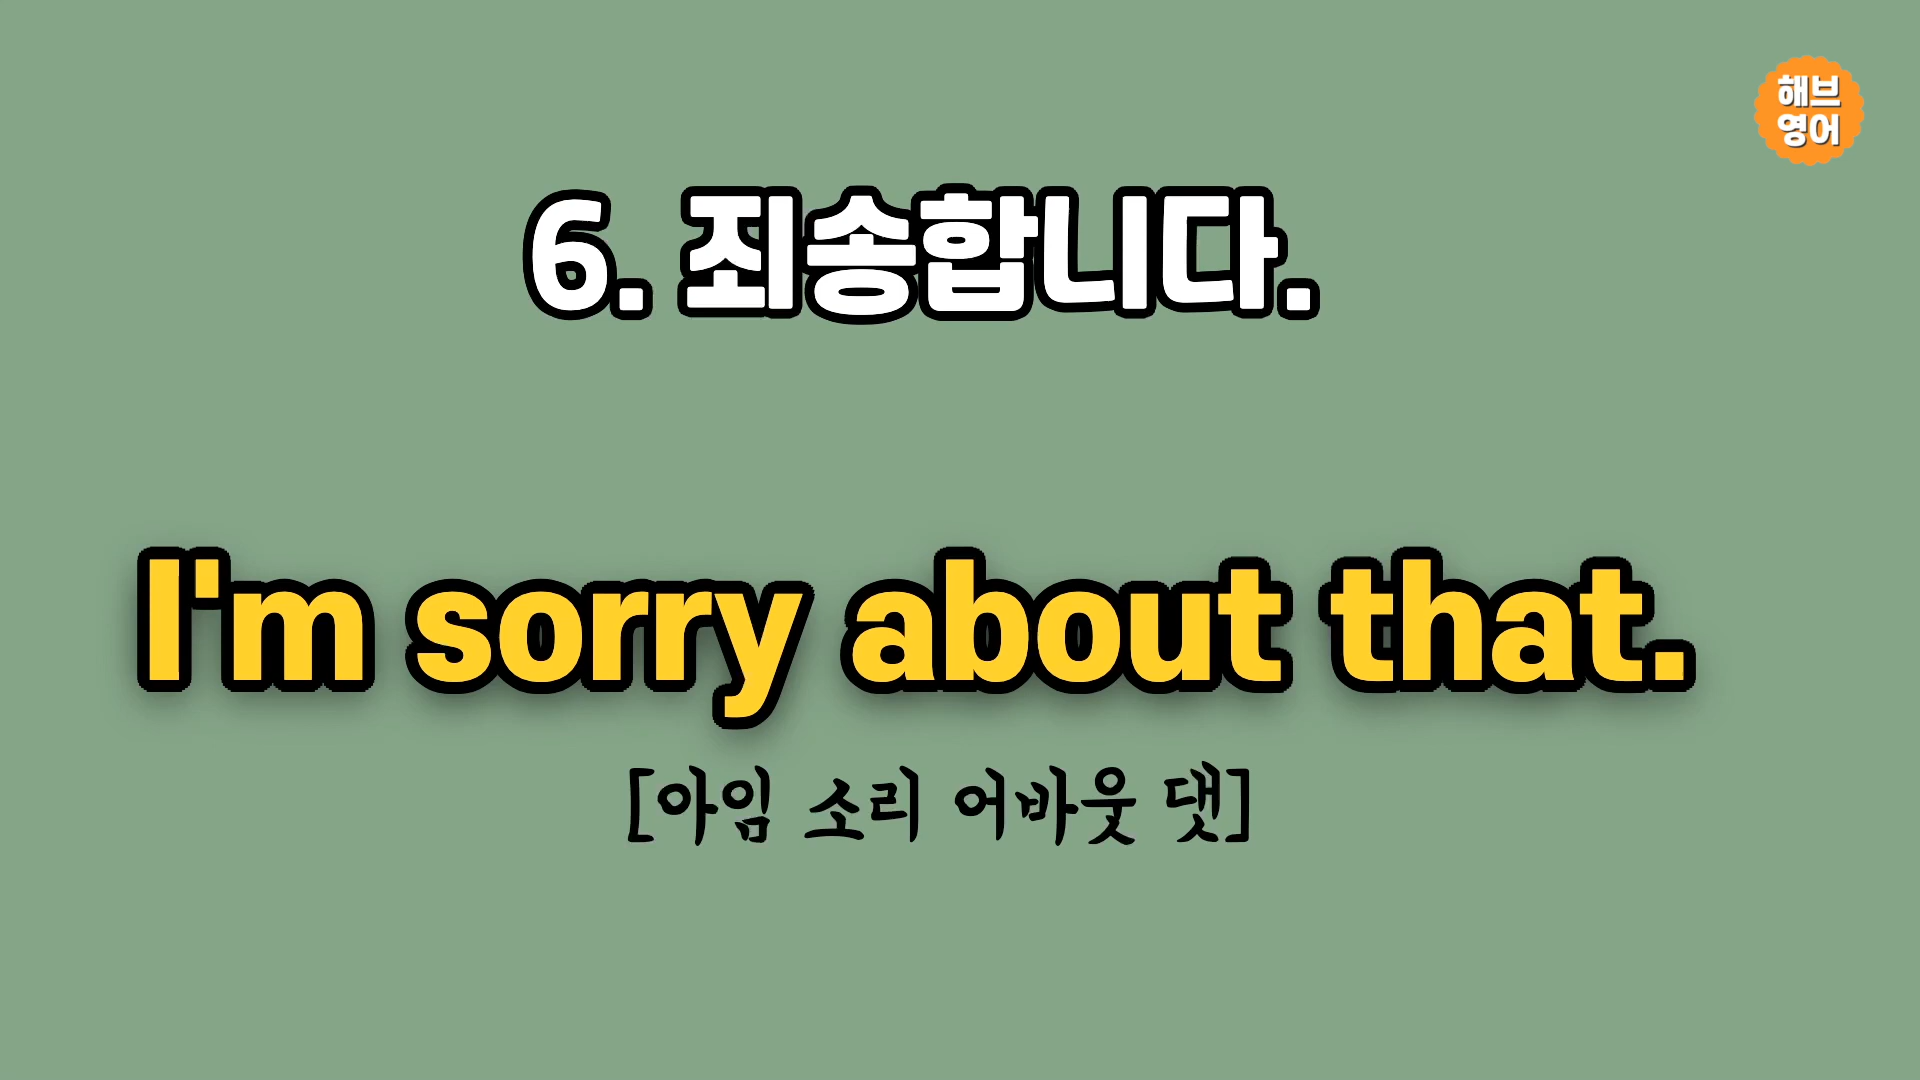 해브
영어
6. 죄송합니다.
I'm sorry about that.
[아임 소리 어바웃 댓]